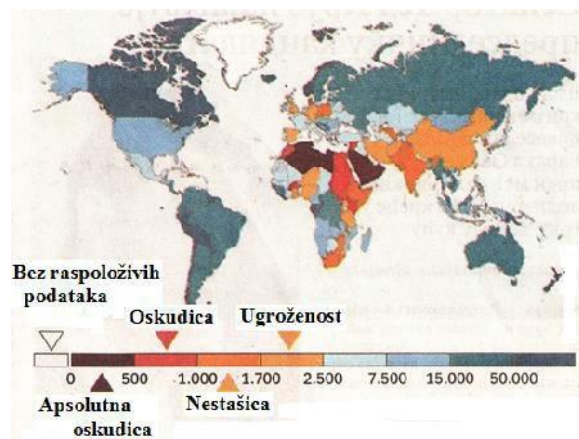 Bez raspoloživih
podataka
Oskudica
Ugroženost
0 500 1.000 1.700 2.500 7.500 15.000 50.000
Apsolutna
oskudica
Nestašica